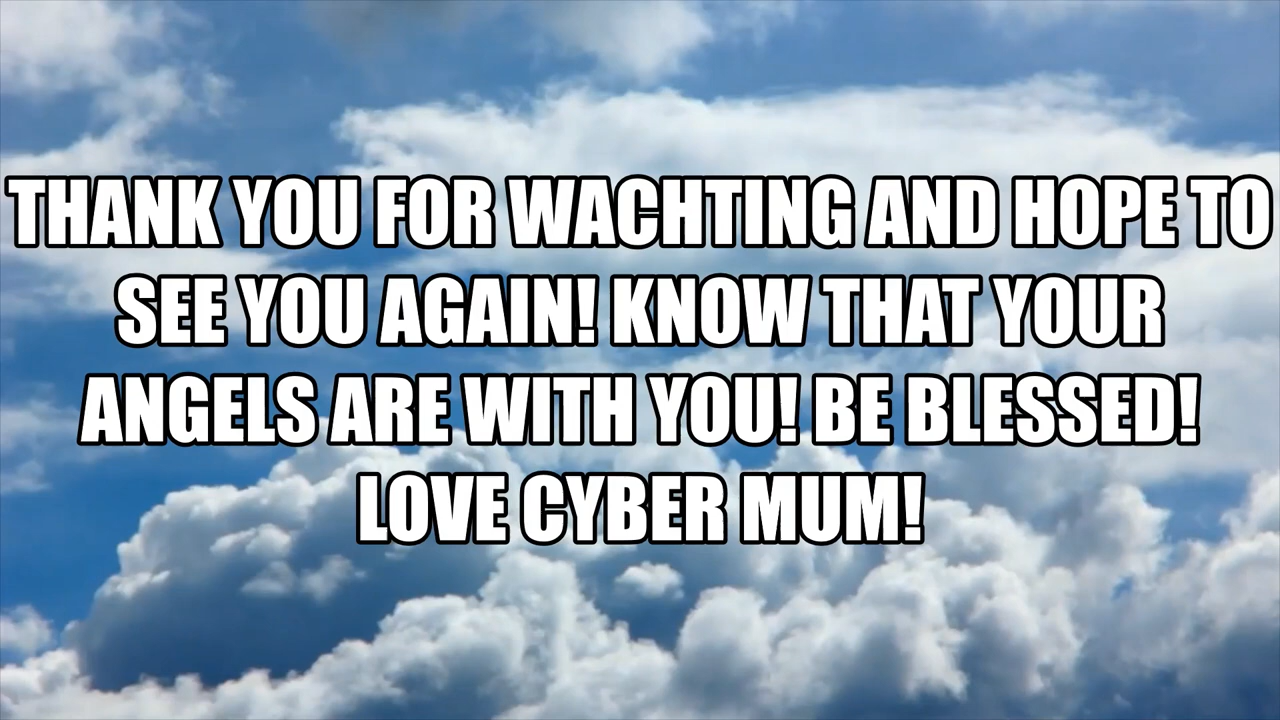 THANK YOU FOR WACHTING AND HOPE TO
SEE YOU AGAIN! KNOW THAT YOUR
ANGELS ARE WITH YOU! BE BLESSED!
LOVE CYBER MUM!